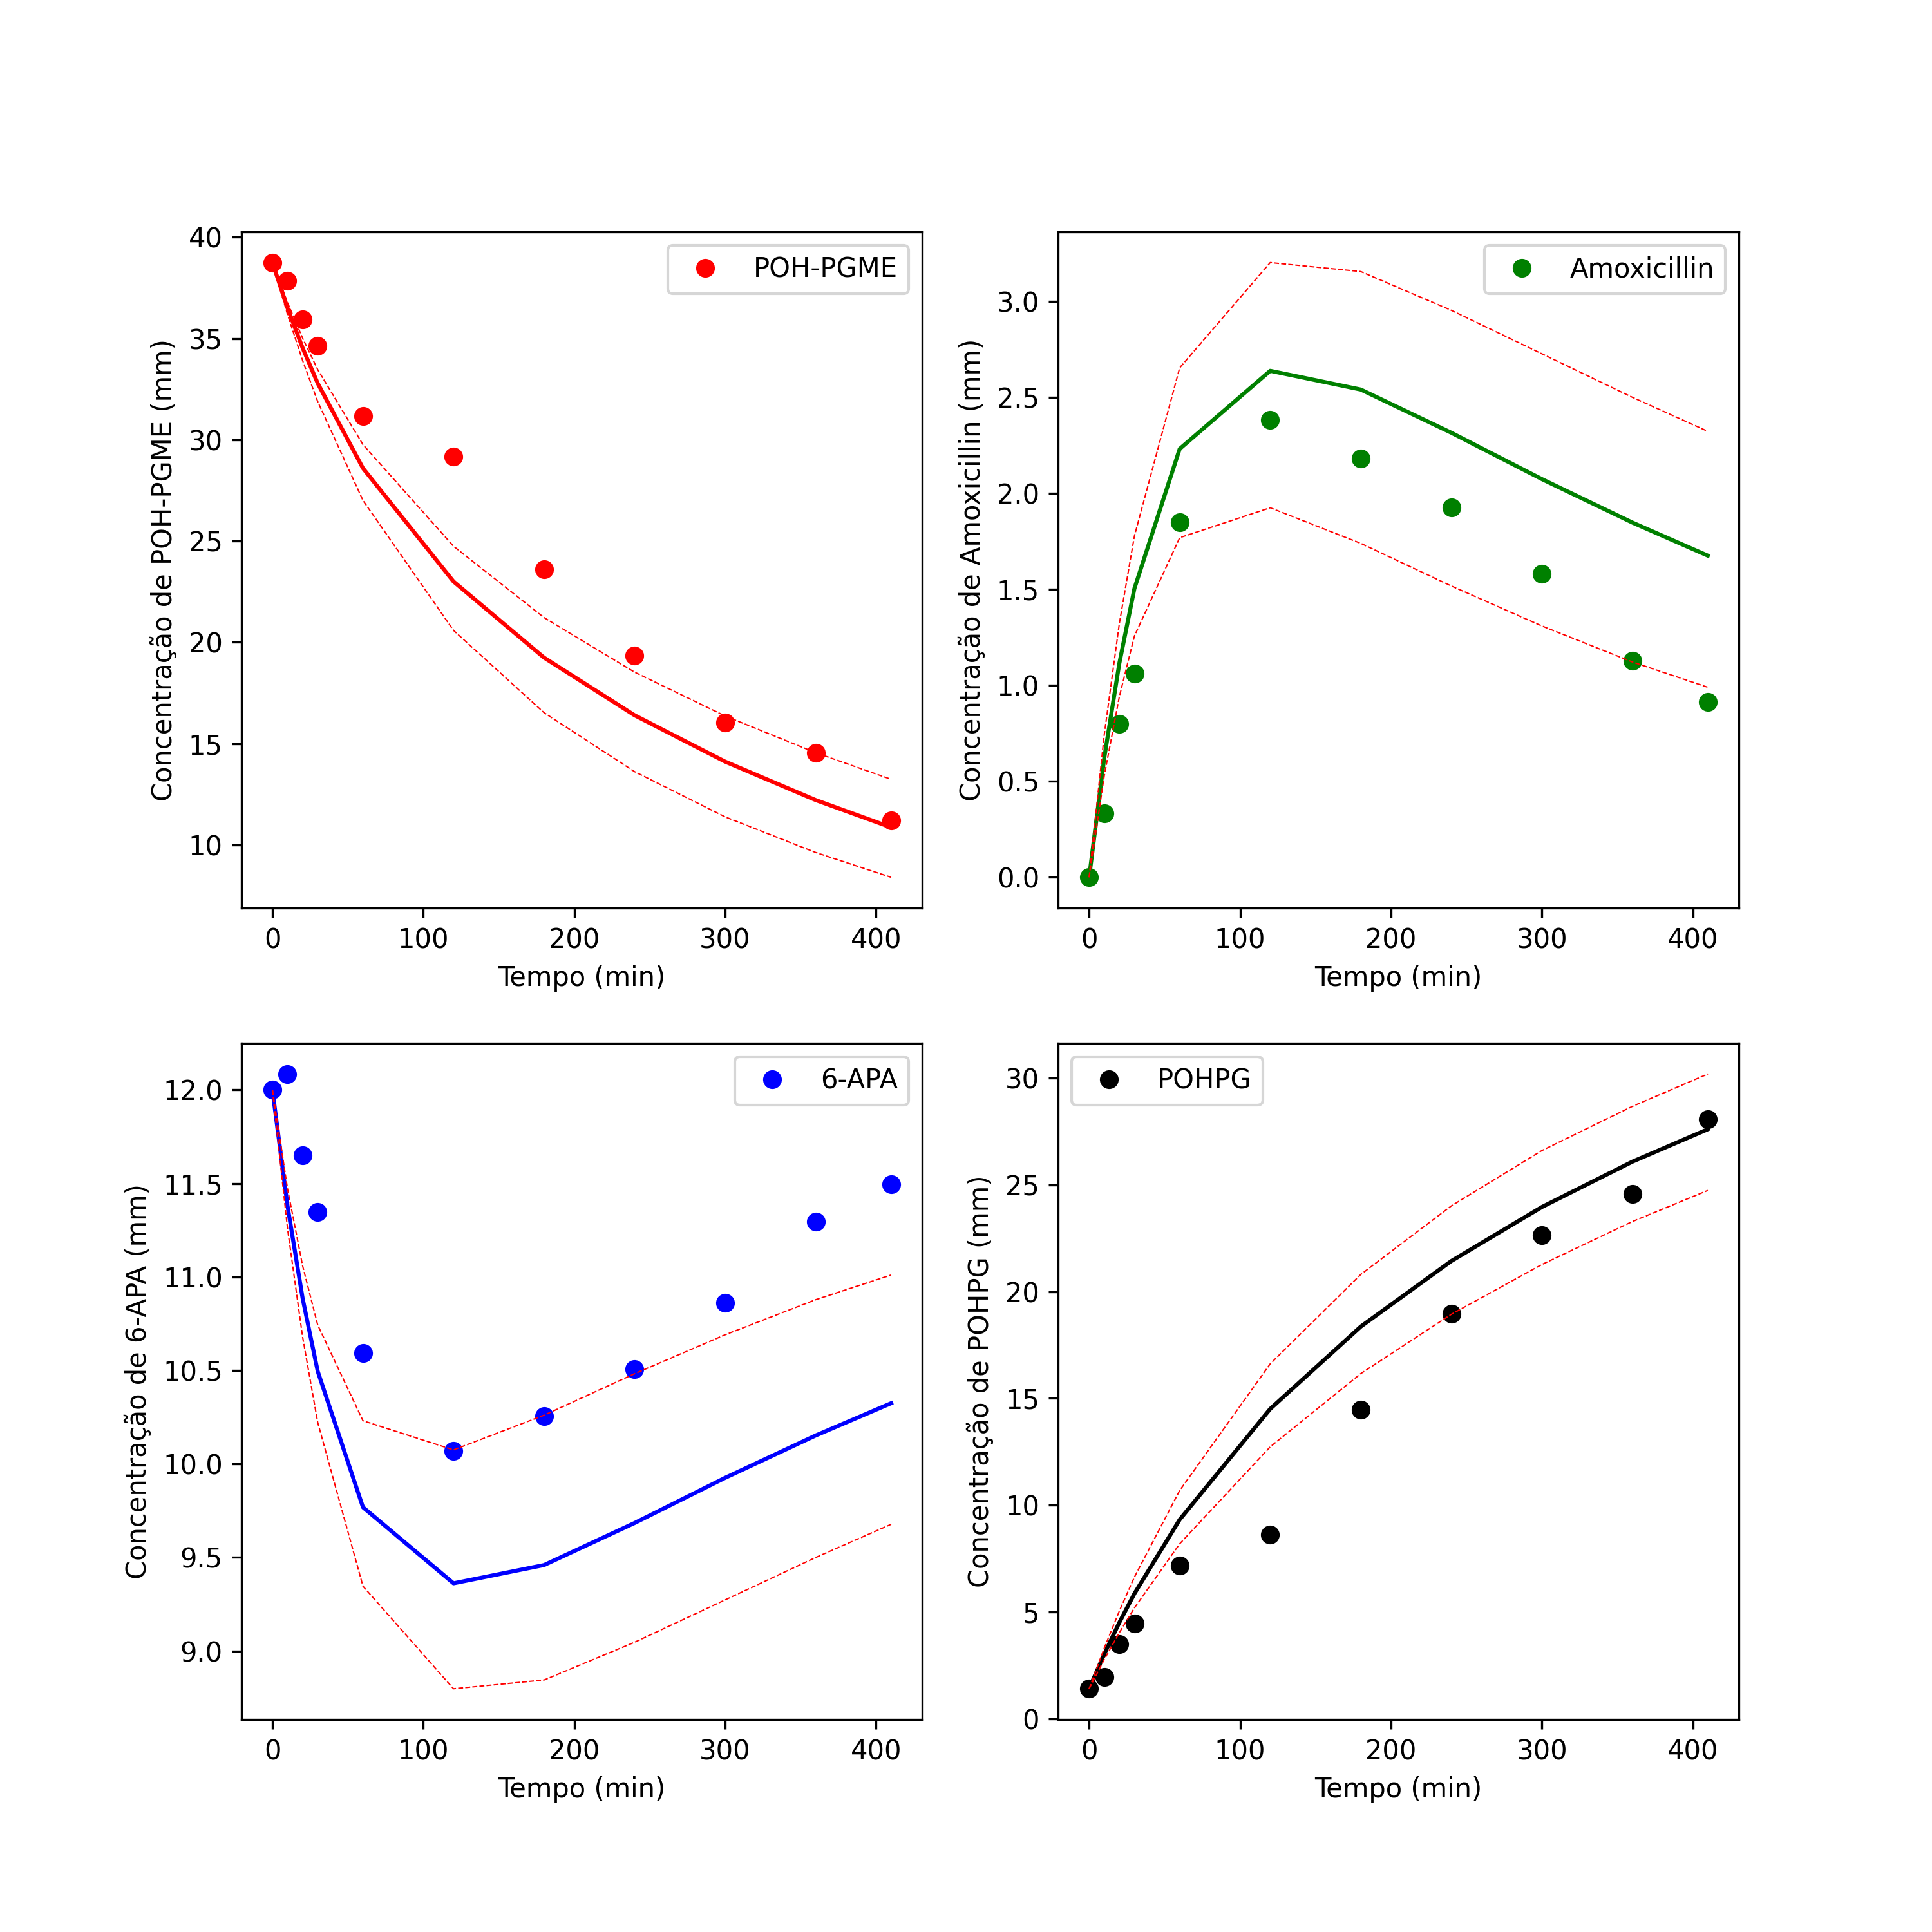 POH-PGME
Concentração de POH-PGME (mm)
40
35
30
25
20
15
10
0 100 200 300 400
Tempo (min)
Amoxicillin
Concentração de Amoxicillin (mm)
3.0
2.5
2.0
1.5
1.0
0.5
0.0
0 100 200 300 400
Tempo (min)
6-APA
Concentração de 6-APA (mm)
12.0
11.5
11.0
10.5
10.0
9.5
9.0
0 100 200 300 400
Tempo (min)
POHPG
Concentração de POHPG (mm)
30
25
20
15
10
5
0
0 100 200 300 400
Tempo (min)